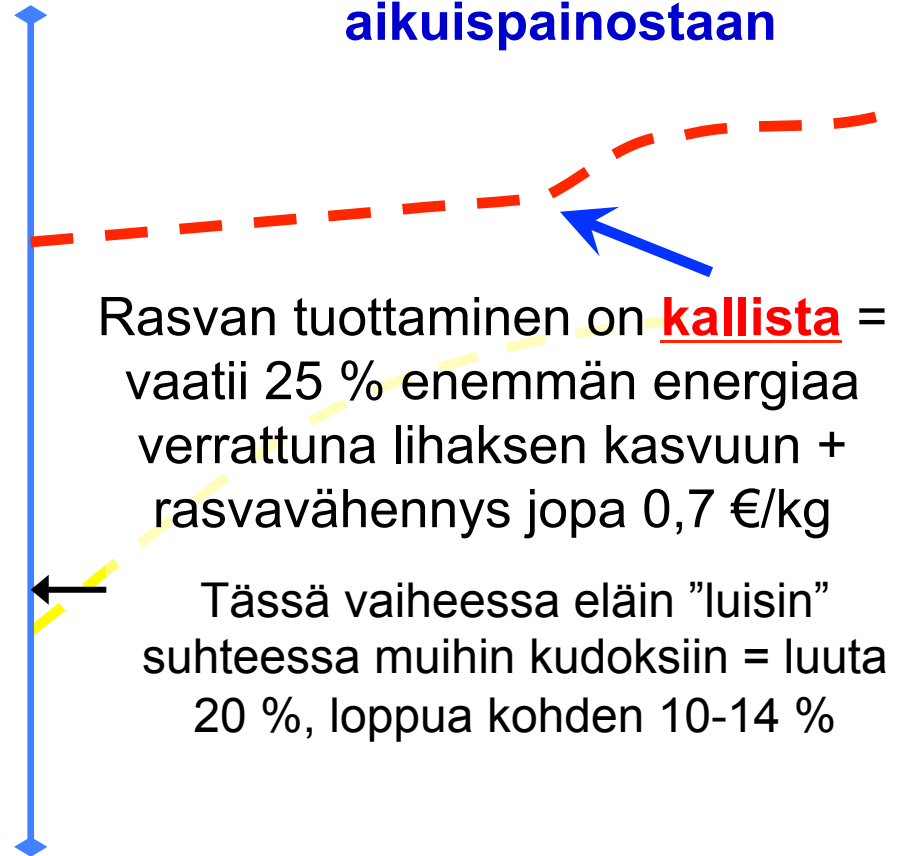 aikuispainostaan
Rasvan tuottaminen on kallista =
vaatii 25 % enemmän energiaa
verrattuna lihaksen kasvuun +
rasvavähennys jopa 0,7 €/kg
Tässä vaiheessa eläin ”luisin”
suhteessa muihin kudoksiin = luuta
20 %, loppua kohden 10-14 %